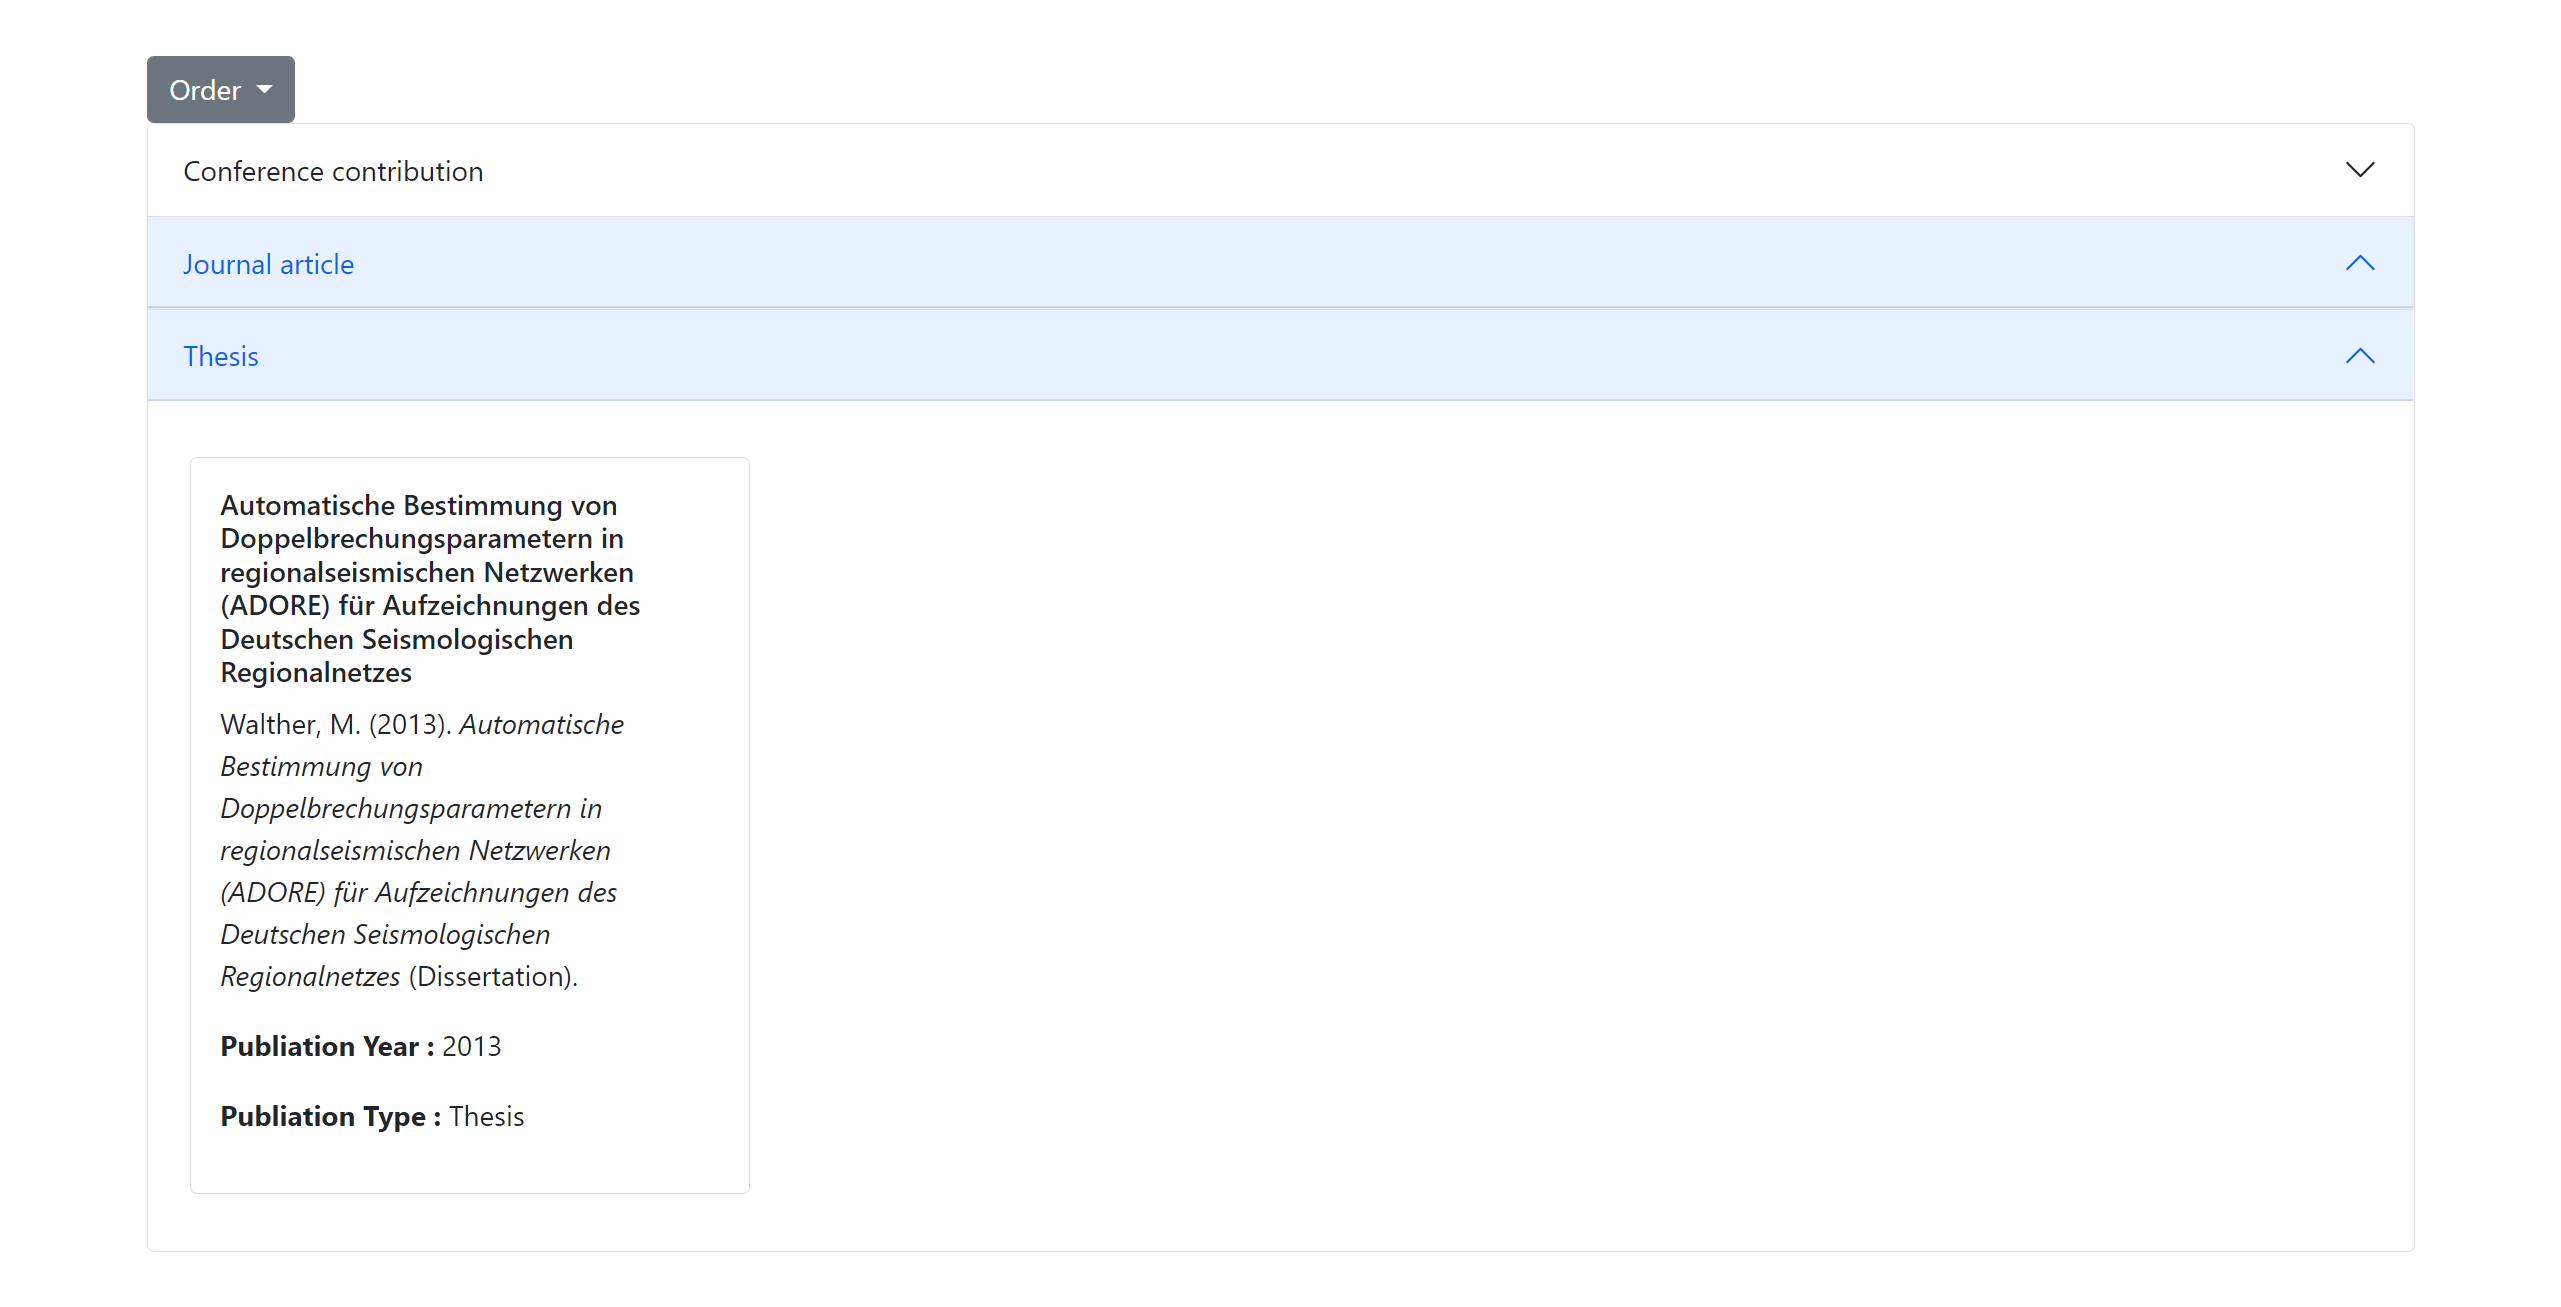 Order
Conference contribution
Journal article
Thesis
Automatische Bestimmung von
Doppelbrechungsparametern in
regionalseismischen Netzwerken
(ADORE) für Aufzeichnungen des
Deutschen Seismologischen
Regionalnetzes
Walther, M. (2013). Automatische
Bestimmung von
Doppelbrechungsparametern in
regionalseismischen Netzwerken
(ADORE) für Aufzeichnungen des
Deutschen Seismologischen
Regionalnetzes (Dissertation).
Publiation Year : 2013
Publiation Type : Thesis